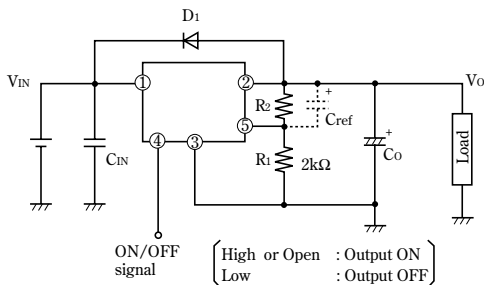 D1
VIN
VO
1
2
R2
+
Cref
5
4
3
CIN
R1
2kΩ
+
CO
Load
ON/OFF
signal
High or Open : Output ON
Low : Output OFF